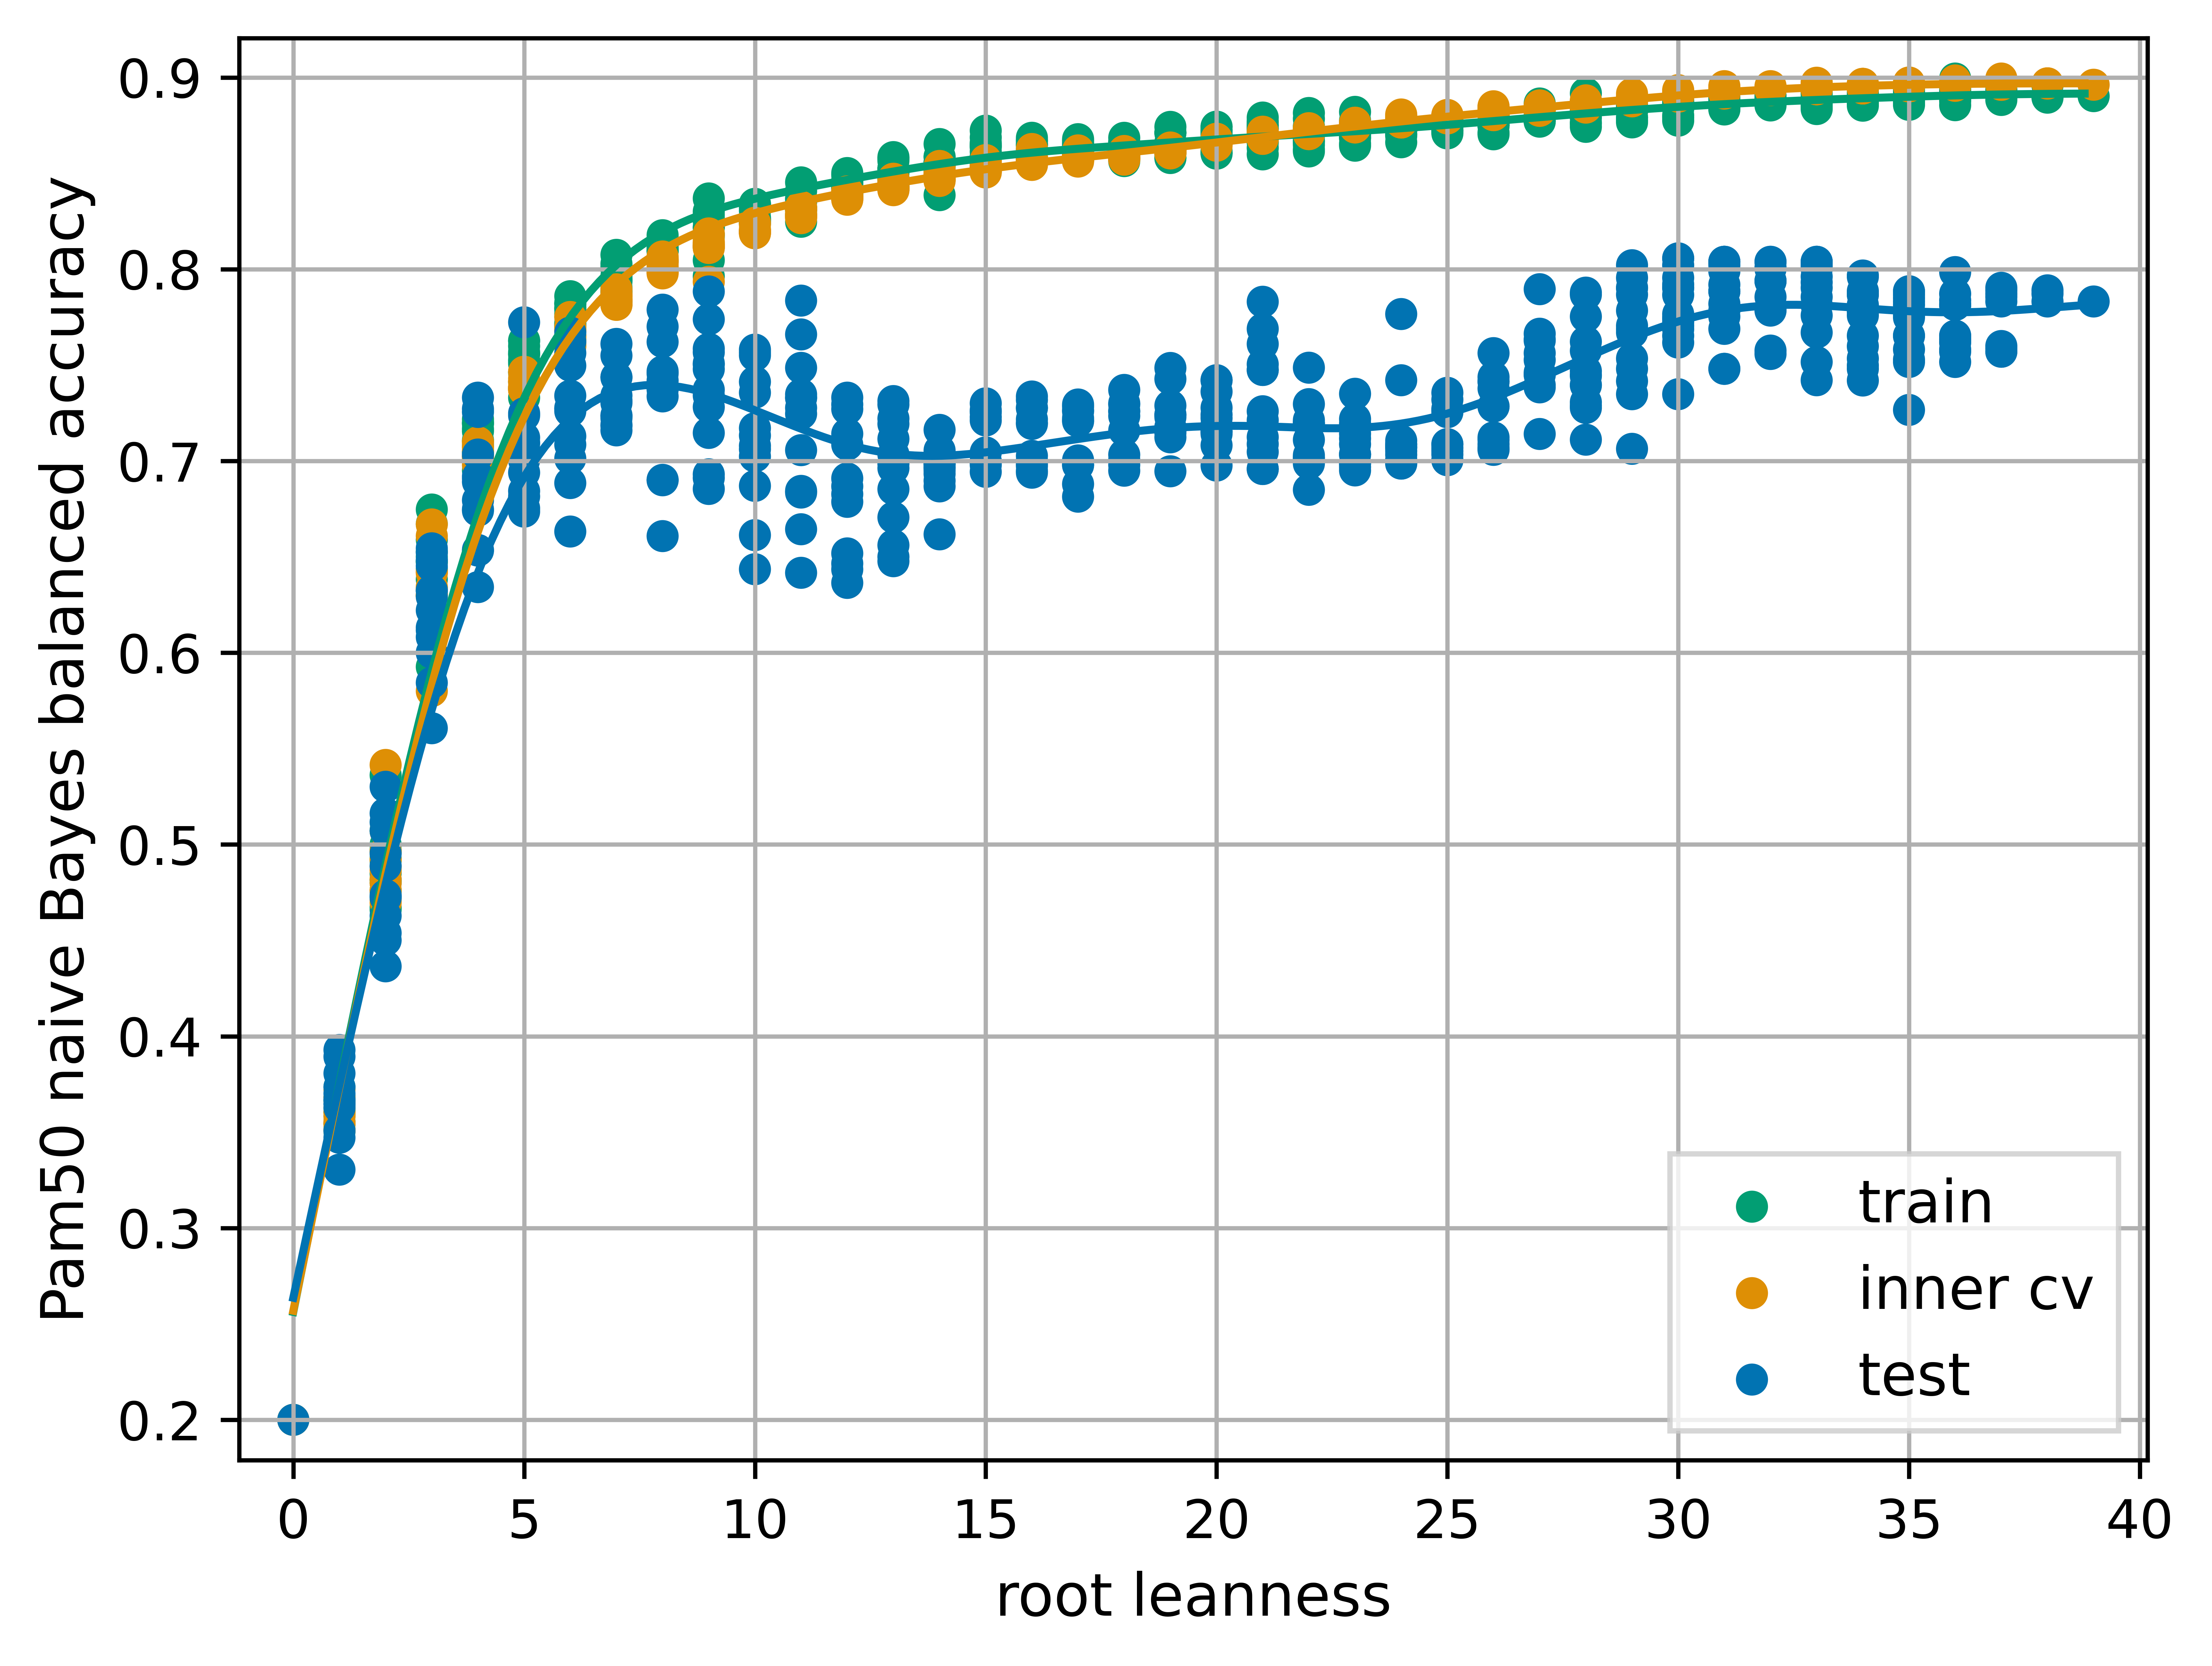 Pam50 naive Bayes balanced accuracy
0.9
0.8
0.7
0.6
0.5
0.4
0.3
0.2
train
inner cv
test
0 5 10 15 20 25 30 35 40
root leanness